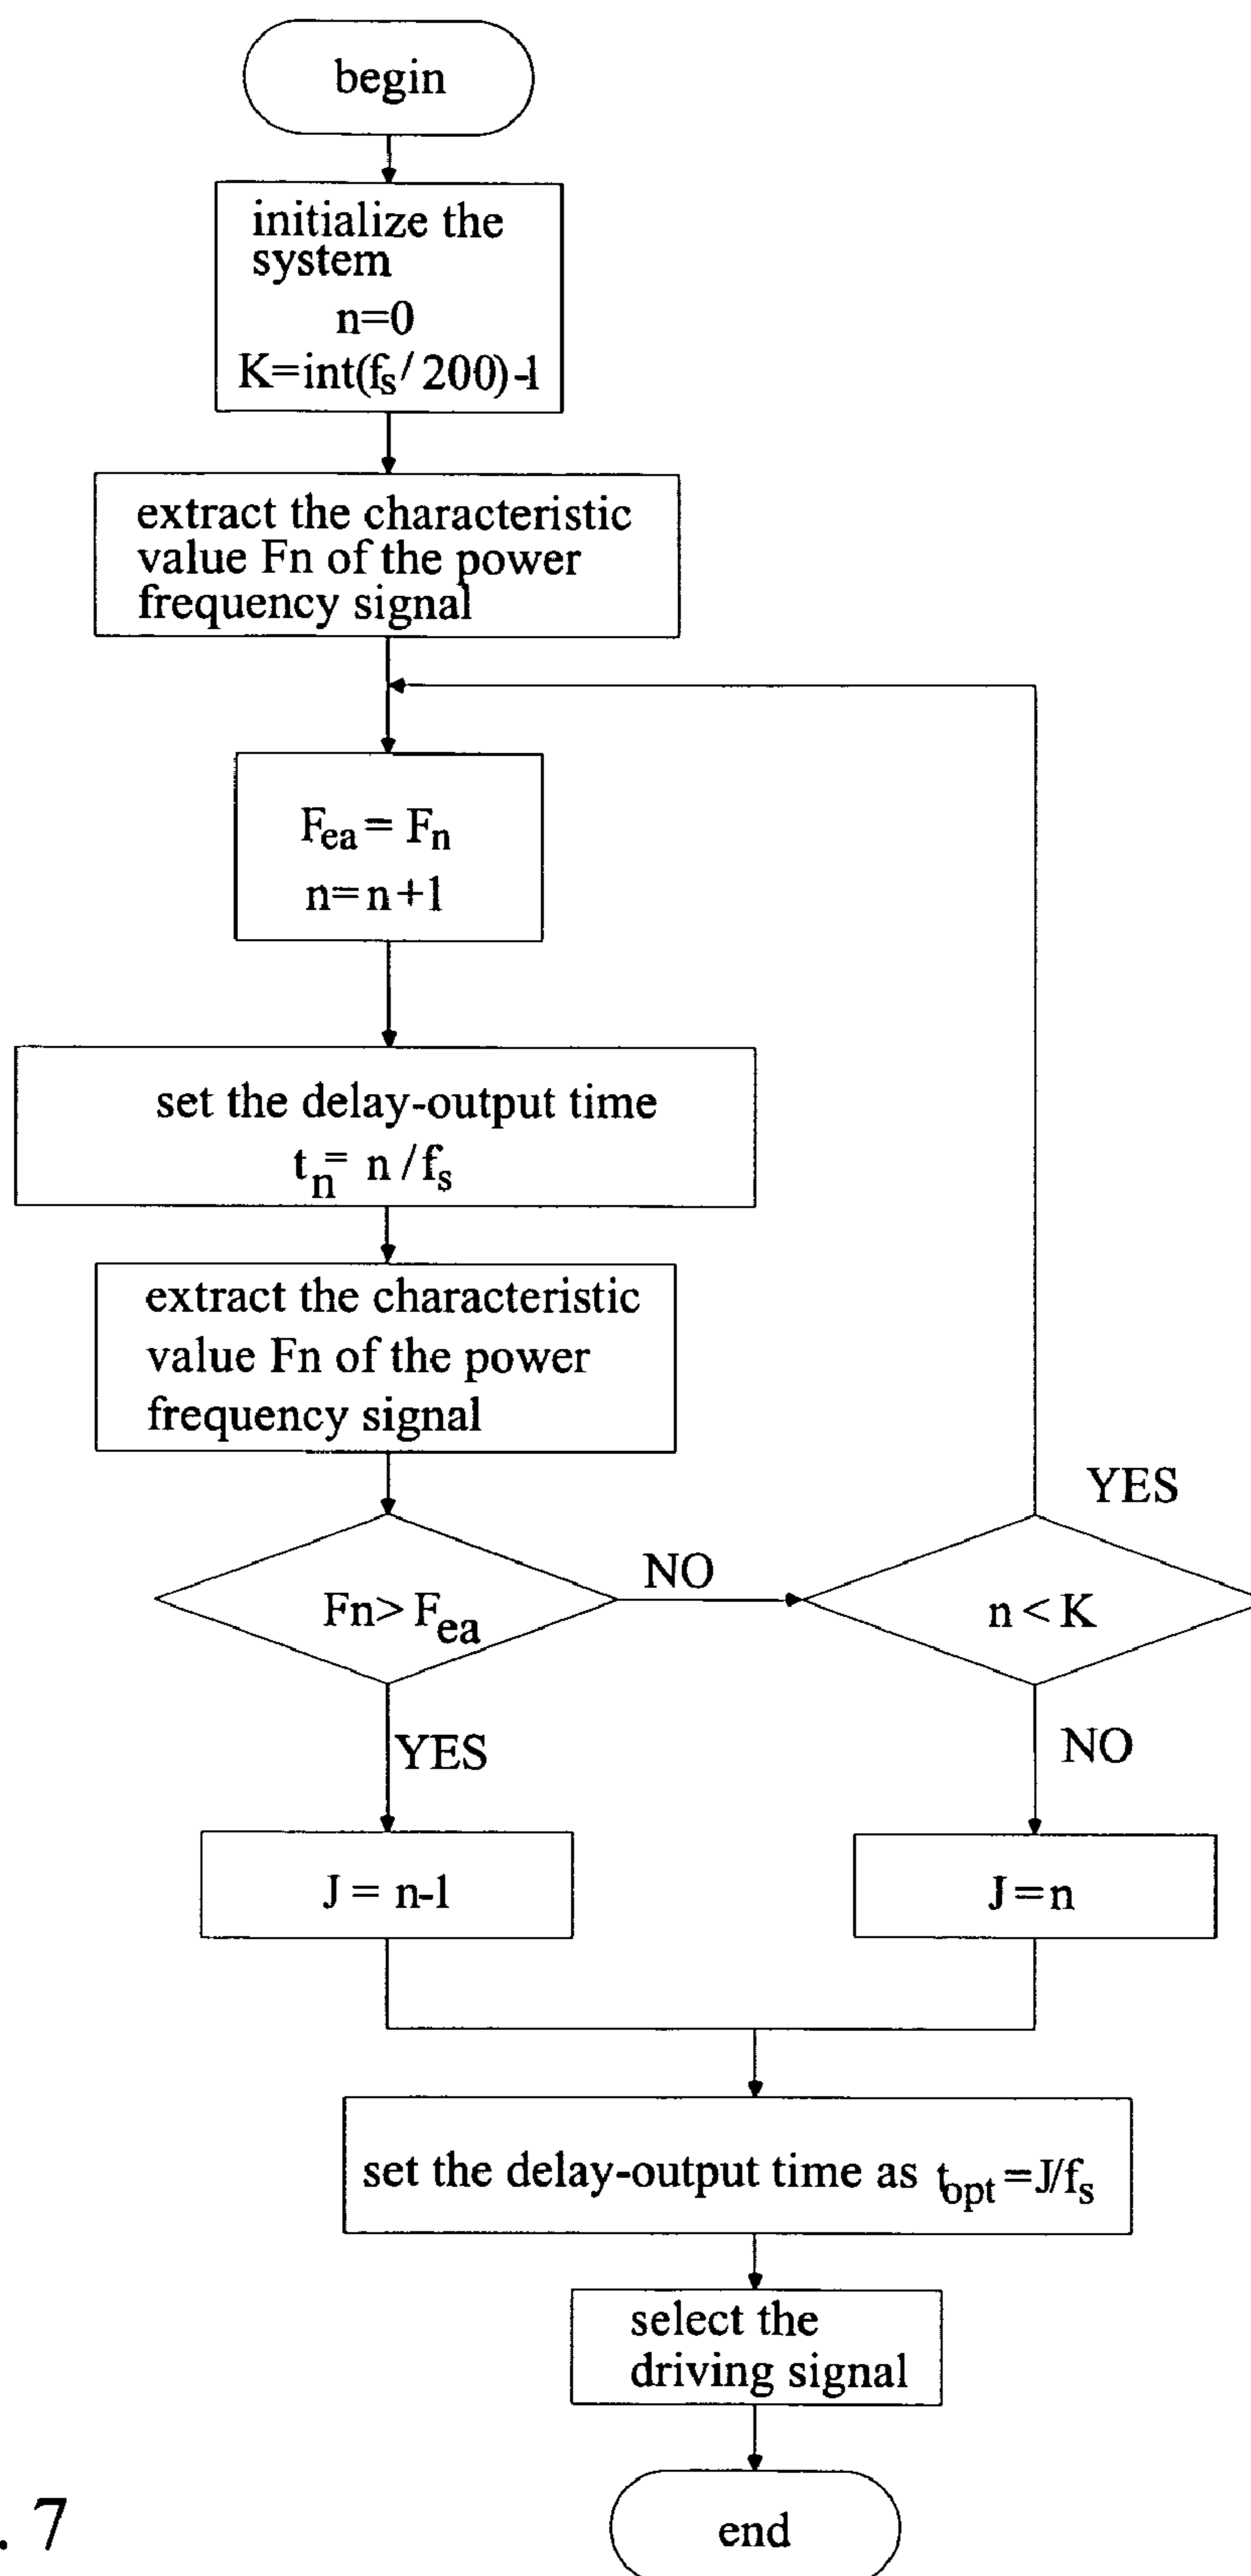 begin
initialize the
system
n=0
K=int(fs/200)-1
extract the characteristic
value Fn of the power
frequency signal
Fea = Fn
n=n+1
set the delay-output time
tn= n/fs
extract the characteristic
value Fn of the power
frequency signal
YES
NO
Fn> Fea
n<K
YES
NO
J = n-1
J=n
set the delay-output time as topt=J/fs
select the
driving signal
end
. 7